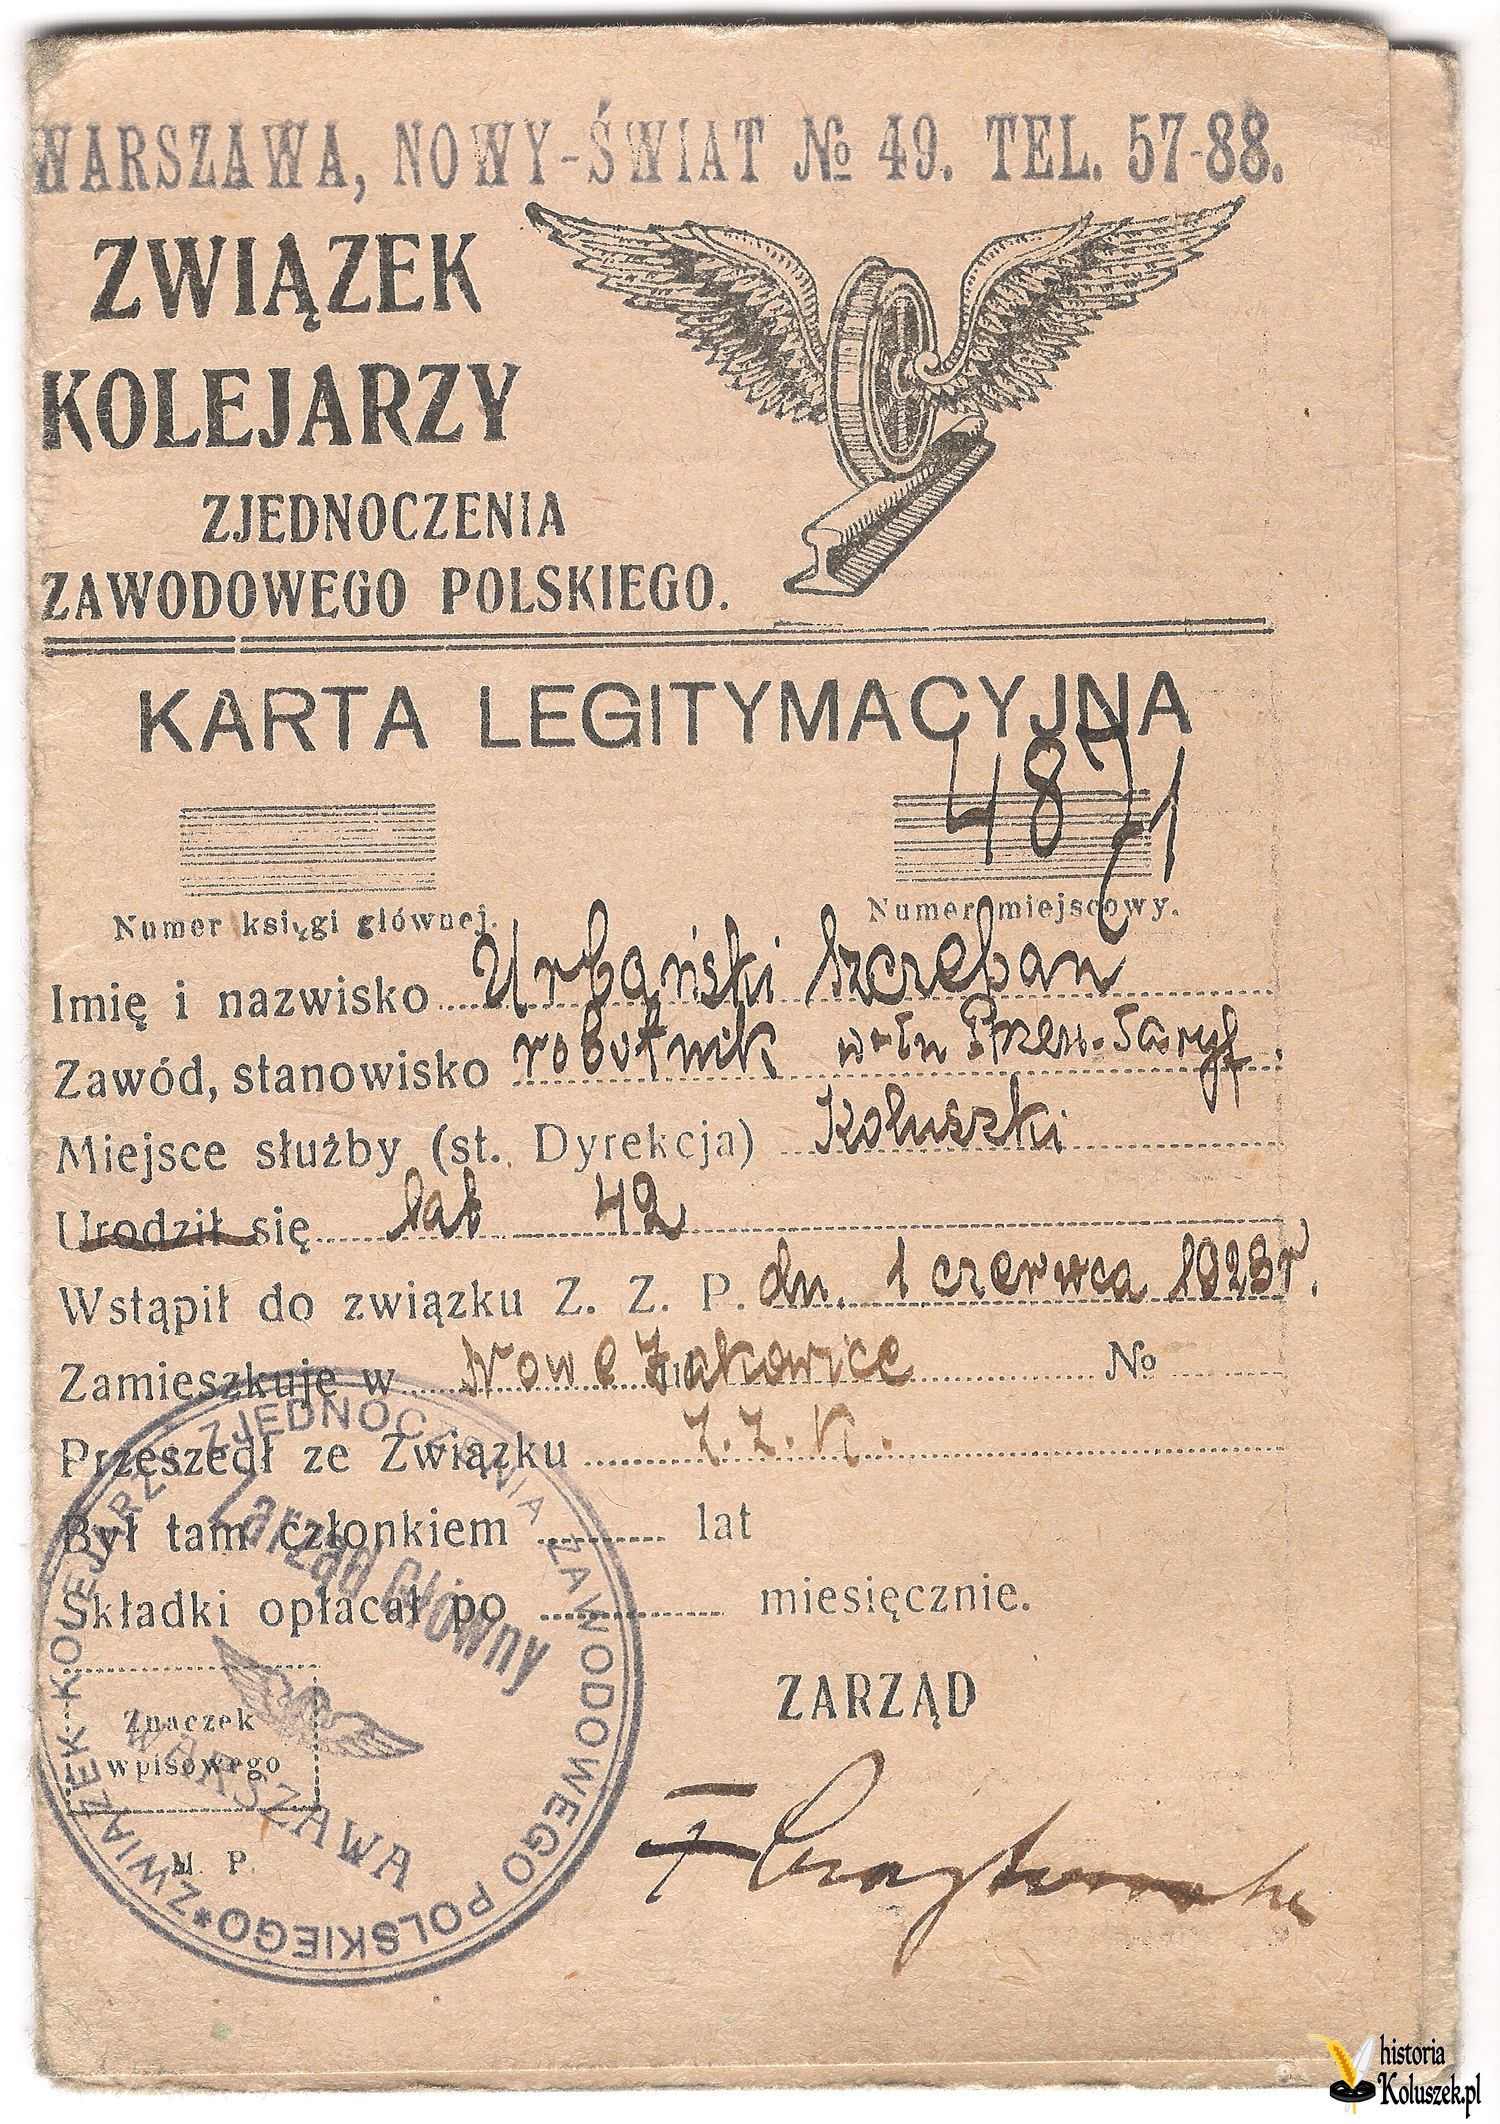 WARSZAWA, NOWY-ŚWIAT № 49. TEL. 57-88.
ZWIĄZEK
KOLEJARZY
ZJEDNOCZENIA
ZAWODOWEGO POLSKIEGO.
KARTA LEGITYMACYJNA
4871
Numer księgi głównej.
Numer miejscowy.
Imię i nazwisko Urbański Szczepan
Zawód, stanowisko robotnik Taryf.
Miejsce służby (st. Dyrekcja) Koluszki
Urodził się lat 42
Wstąpił do związku Z. Z. P. dn. 1 czerwca 1923 r.
Zamieszkuje w Nowe Żakowice №
Przeszedł ze Związku Z. Z. K.
Był tam członkiem lat
Składki opłacał po miesięcznie.
ZARZĄD
Znaczek
wpisowego
M. P.
ZWIĄZEK KOLEJARZY ZJEDNOCZENIA ZAWODOWEGO POLSKIEGO *
Zarząd Główny
WARSZAWA
historia
Koluszek.pl